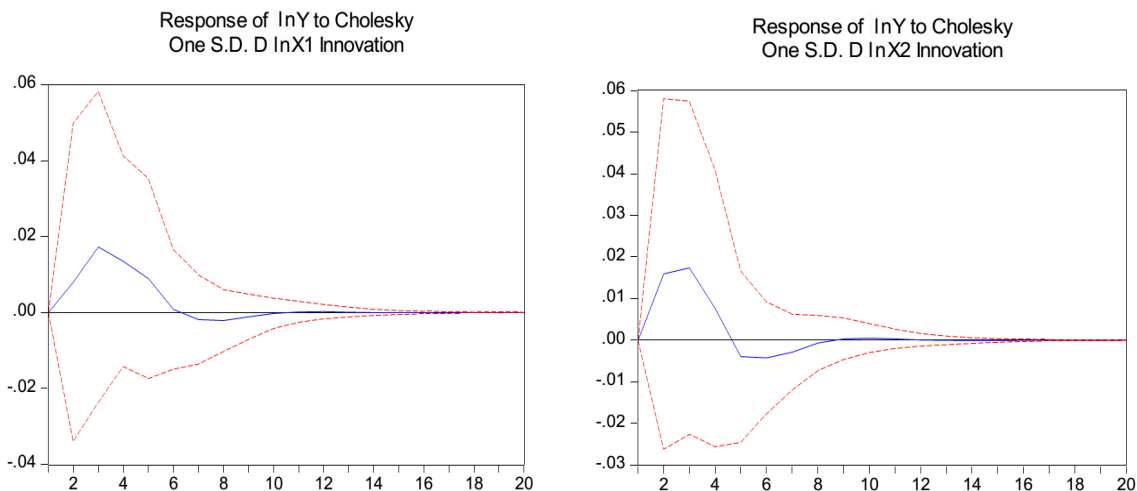 Response of lnY to Cholesky
One S.D. D lnX1 Innovation
.06
.04
.02
.00
-.02
-.04
2 4 6 8 10 12 14 16 18 20
Response of lnY to Cholesky
One S.D. D lnX2 Innovation
.06
.05
.04
.03
.02
.01
.00
-.01
-.02
-.03
2 4 6 8 10 12 14 16 18 20